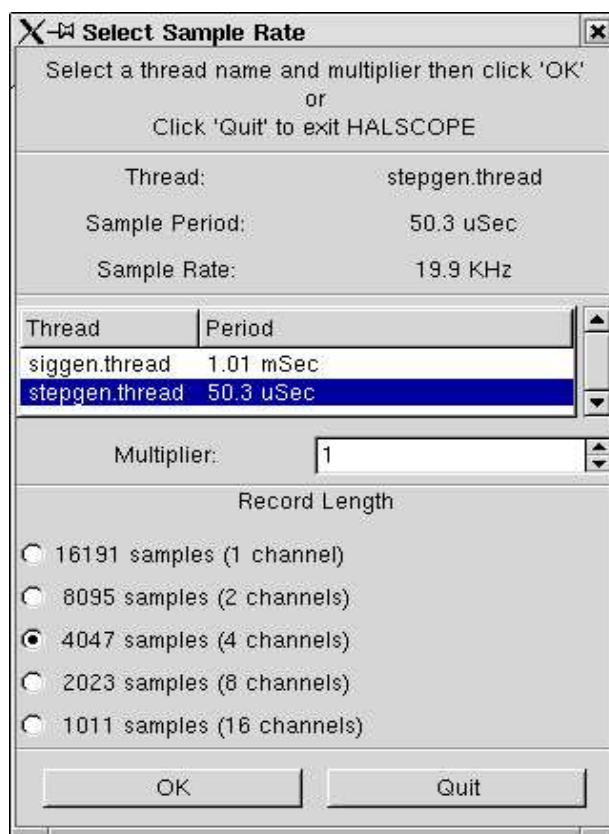 Select Sample Rate
Select a thread name and multiplier then click 'OK'
or
Click 'Quit' to exit HALSCOPE
Thread: stepgen.thread
Sample Period: 50.3 uSec
Sample Rate: 19.9 KHz
Thread Period
siggen.thread 1.01 mSec
stepgen.thread 50.3 uSec
Multiplier: 1
Record Length
16191 samples (1 channel)
8095 samples (2 channels)
4047 samples (4 channels)
2023 samples (8 channels)
1011 samples (16 channels)
OK Quit